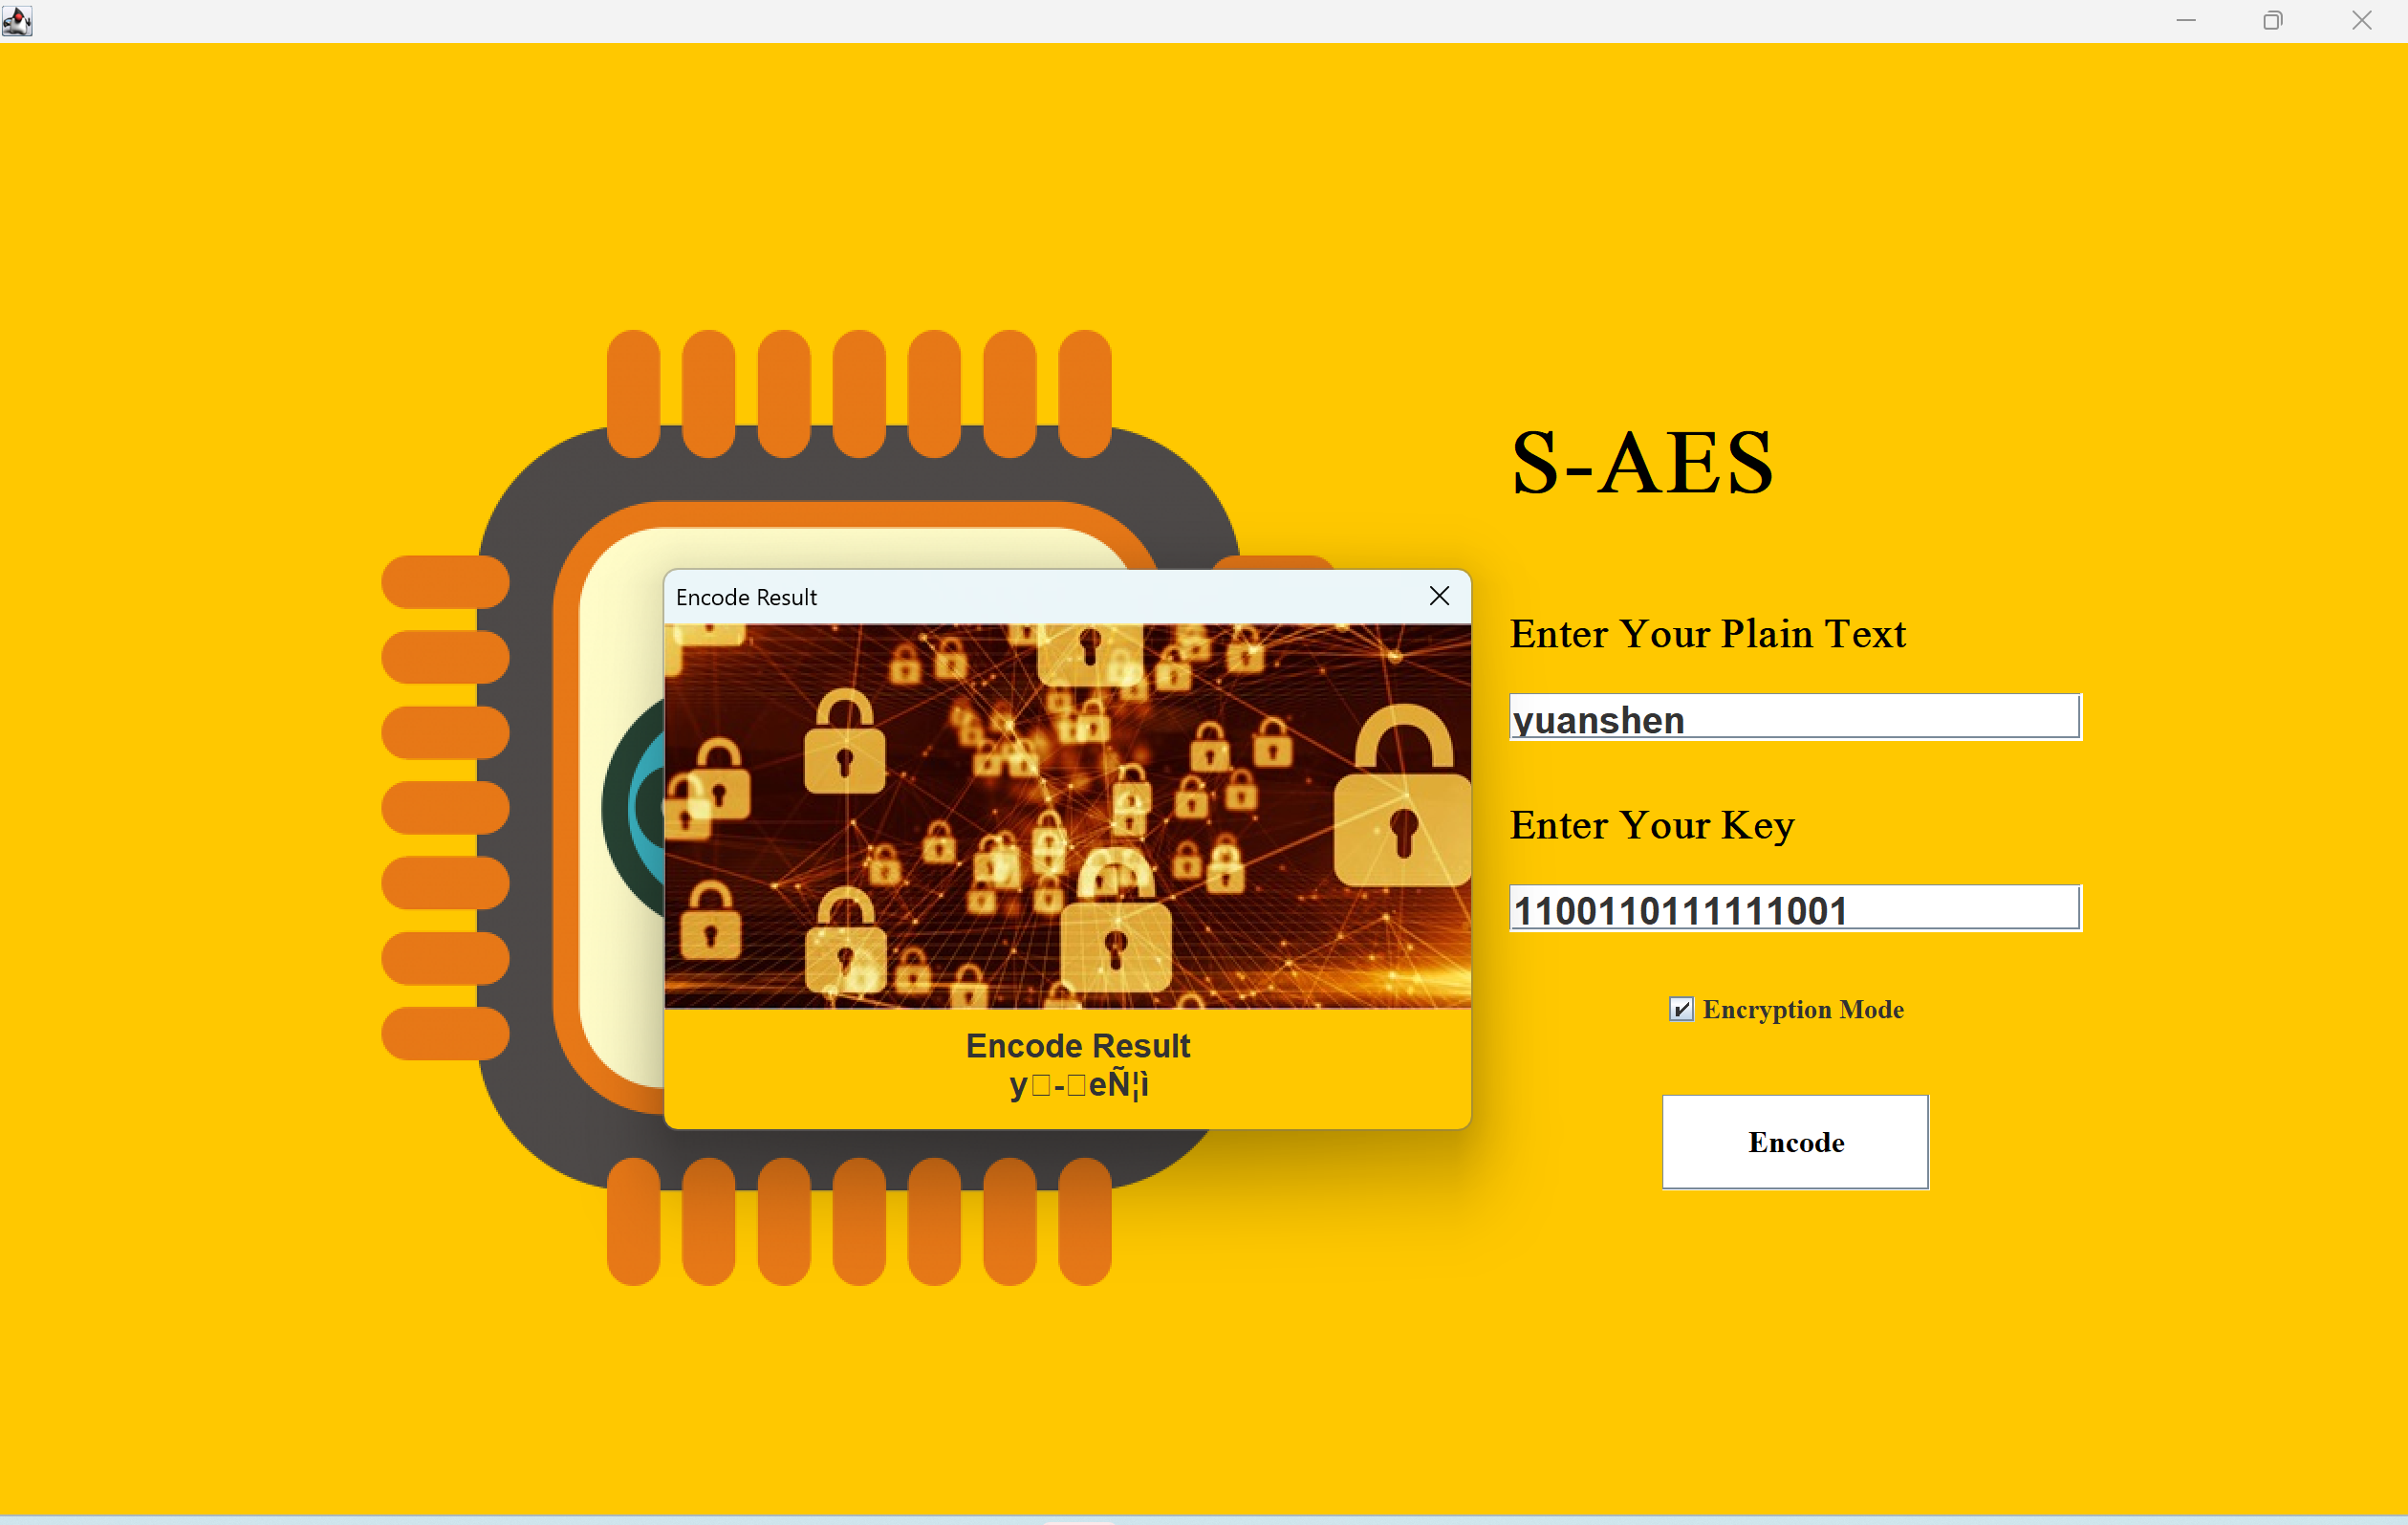 S-AES
Encode Result
Enter Your Plain Text
yuanshen
Enter Your Key
1100110111111001
Encryption Mode
Encode Result
y□-□eÑ¦ì
Encode